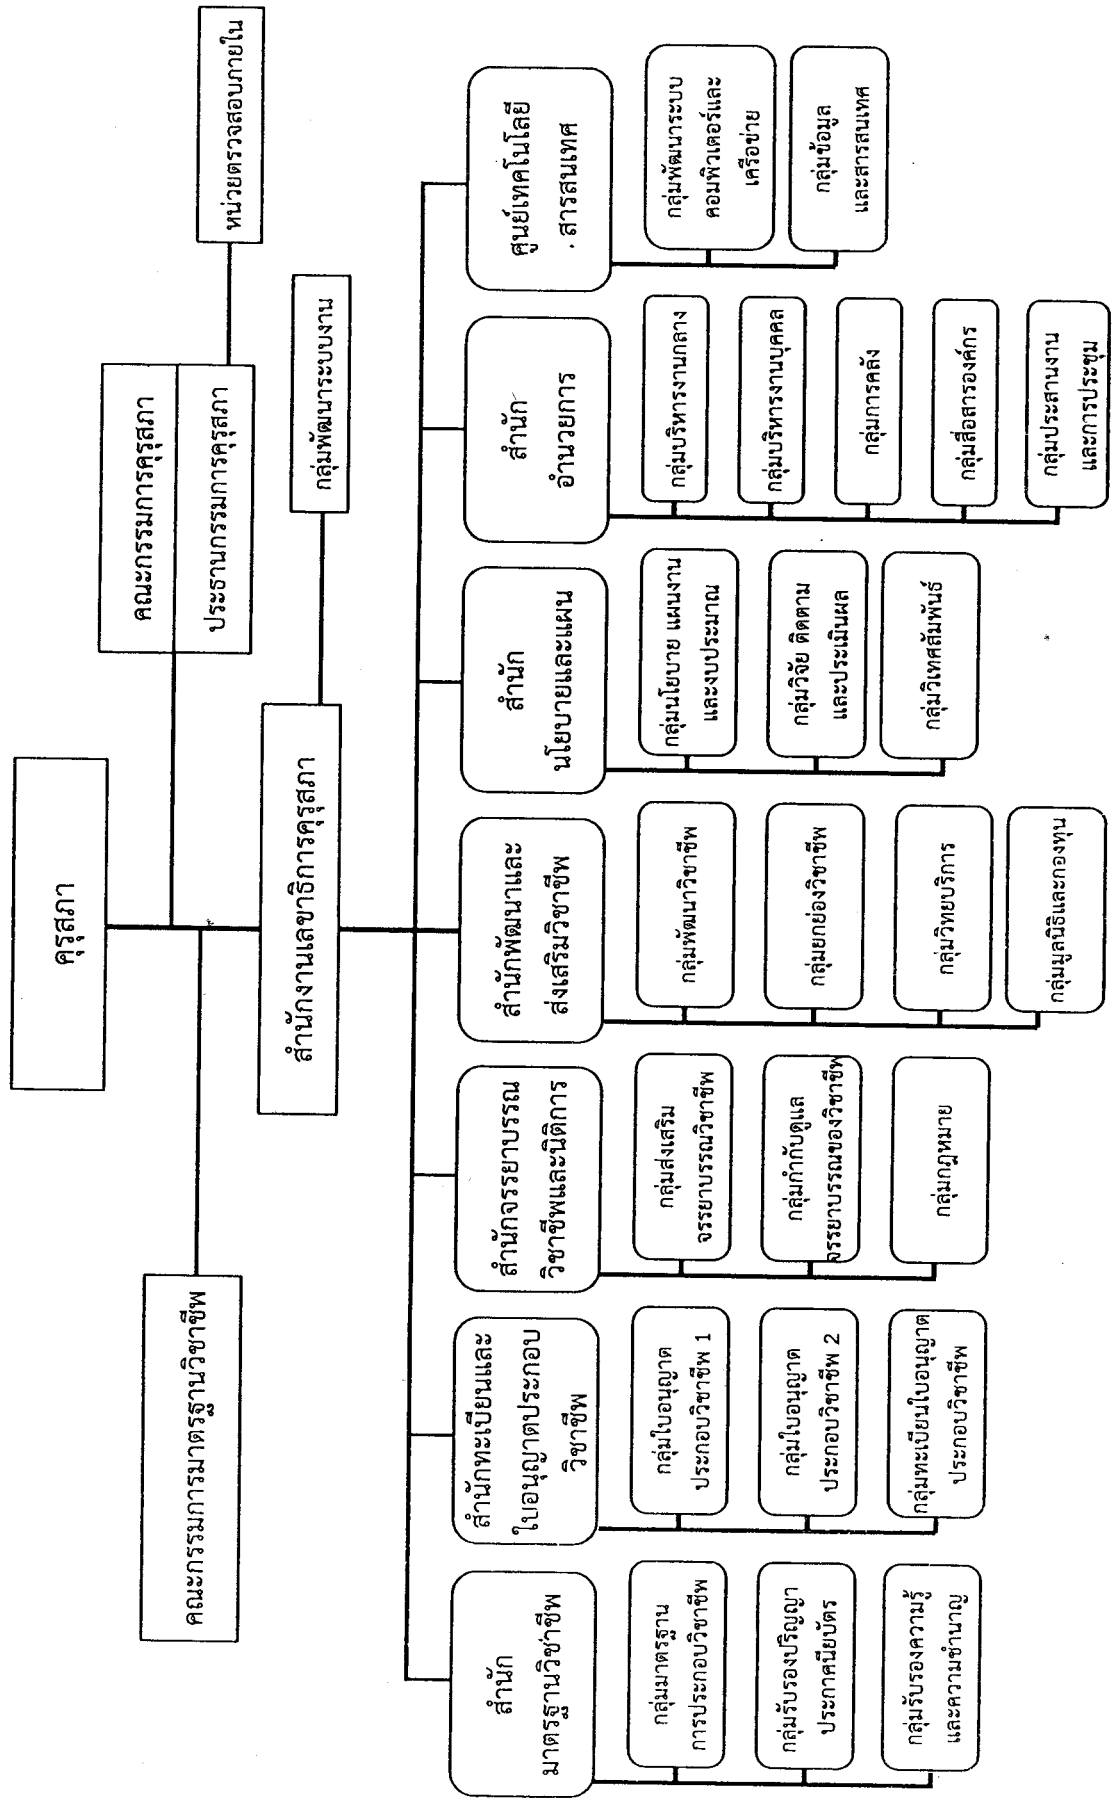 คุรุสภา
คณะกรรมการคุรุสภา
ประธานกรรมการคุรุสภา
หน่วยตรวจสอบภายใน
คณะกรรมการมาตรฐานวิชาชีพ
สำนักงานเลขาธิการคุรุสภา
กลุ่มพัฒนาระบบงาน
สำนัก
มาตรฐานวิชาชีพ
กลุ่มมาตรฐาน
การประกอบวิชาชีพ
กลุ่มรับรองปริญญา
ประกาศนียบัตร
กลุ่มรับรองความรู้
และความชำนาญ
สำนักทะเบียนและ
ใบอนุญาตประกอบ
วิชาชีพ
กลุ่มใบอนุญาต
ประกอบวิชาชีพ 1
กลุ่มใบอนุญาต
ประกอบวิชาชีพ 2
กลุ่มทะเบียนใบอนุญาต
ประกอบวิชาชีพ
สำนักจรรยาบรรณ
วิชาชีพและนิติการ
กลุ่มส่งเสริม
จรรยาบรรณวิชาชีพ
กลุ่มกำกับดูแล
จรรยาบรรณของวิชาชีพ
กลุ่มกฎหมาย
สำนักพัฒนาและ
ส่งเสริมวิชาชีพ
กลุ่มพัฒนาวิชาชีพ
กลุ่มยกย่องวิชาชีพ
กลุ่มวิทยบริการ
กลุ่มมูลนิธิและกองทุน
สำนัก
นโยบายและแผน
กลุ่มนโยบาย แผนงาน
และงบประมาณ
กลุ่มวิจัย ติดตาม
และประเมินผล
กลุ่มวิเทศสัมพันธ์
สำนัก
อำนวยการ
กลุ่มบริหารงานกลาง
กลุ่มบริหารงานบุคคล
กลุ่มการคลัง
กลุ่มสื่อสารองค์กร
กลุ่มประสานงาน
และการประชุม
ศูนย์เทคโนโลยี
สารสนเทศ
กลุ่มพัฒนาระบบ
คอมพิวเตอร์และ
เครือข่าย
กลุ่มข้อมูล
และสารสนเทศ